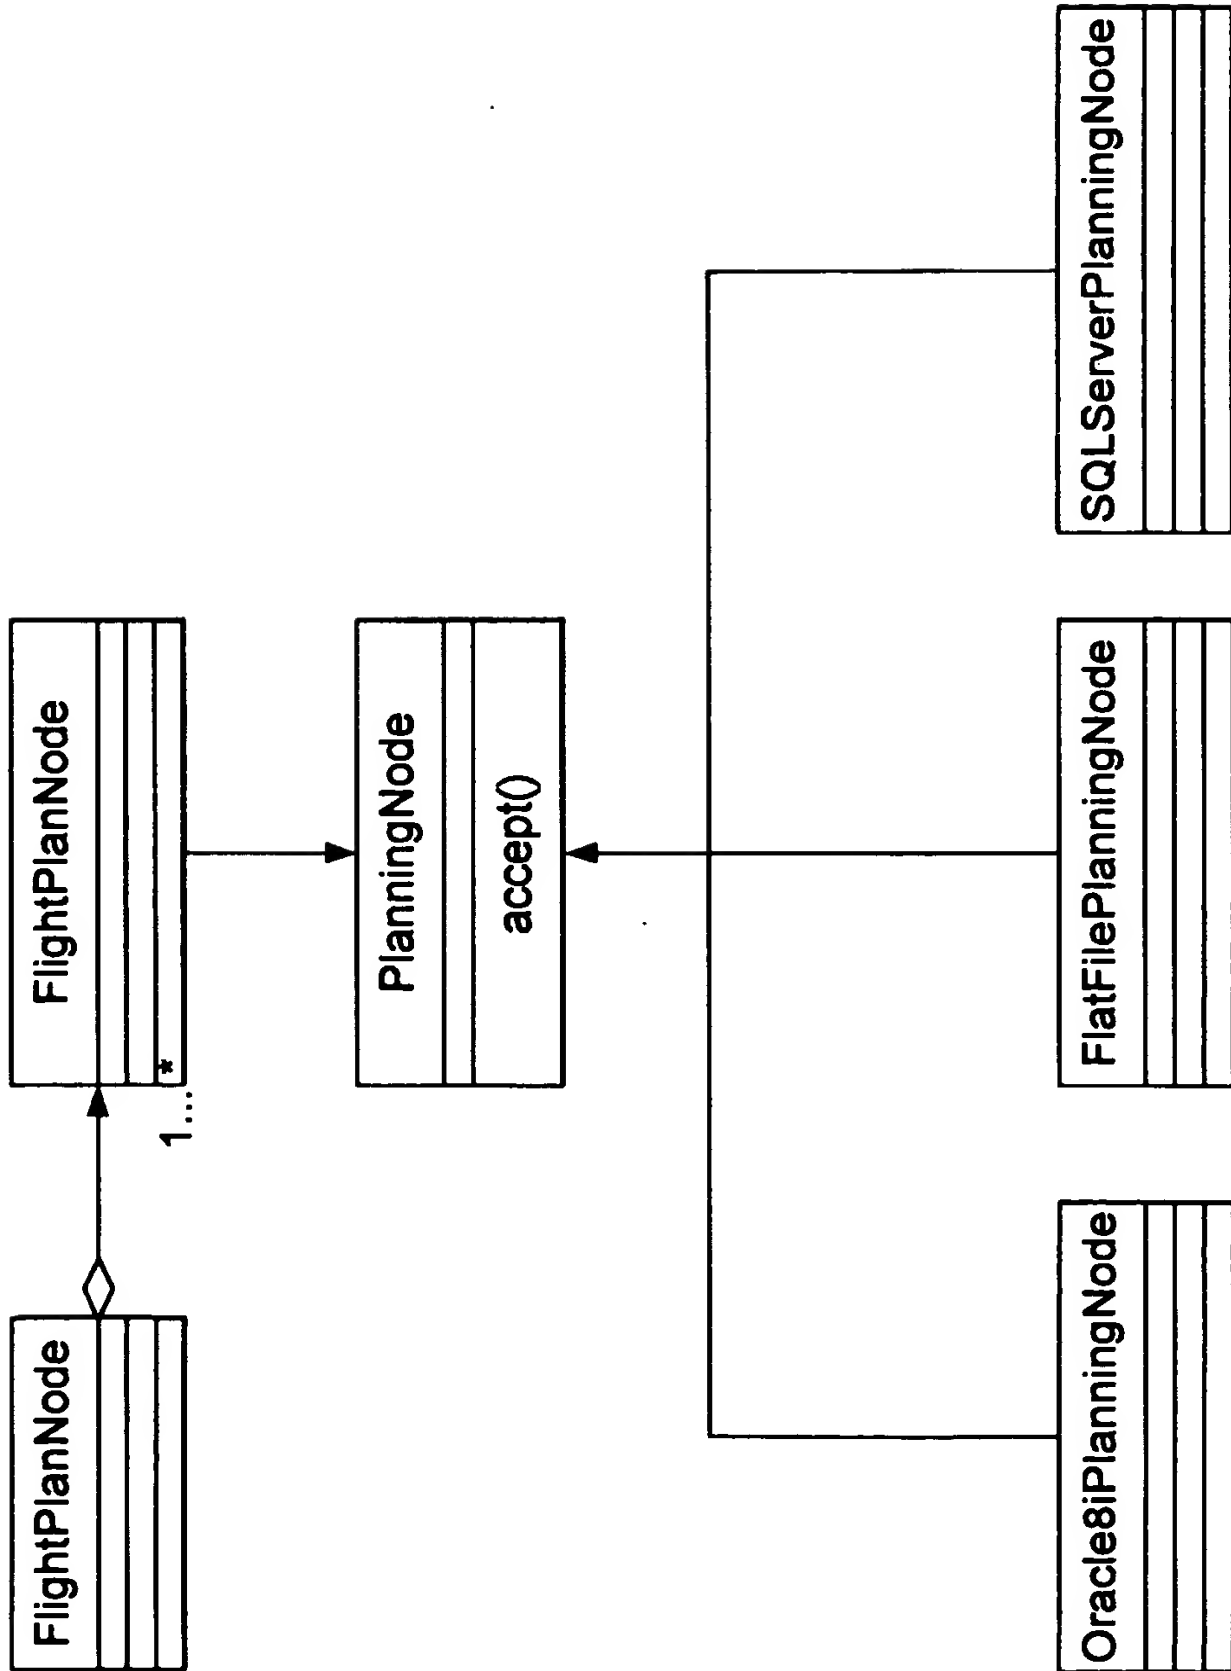 FlightPlanNode
FlightPlanNode
1...
*
PlanningNode
accept()
Oracle8iPlanningNode
FlatFilePlanningNode
SQLServerPlanningNode